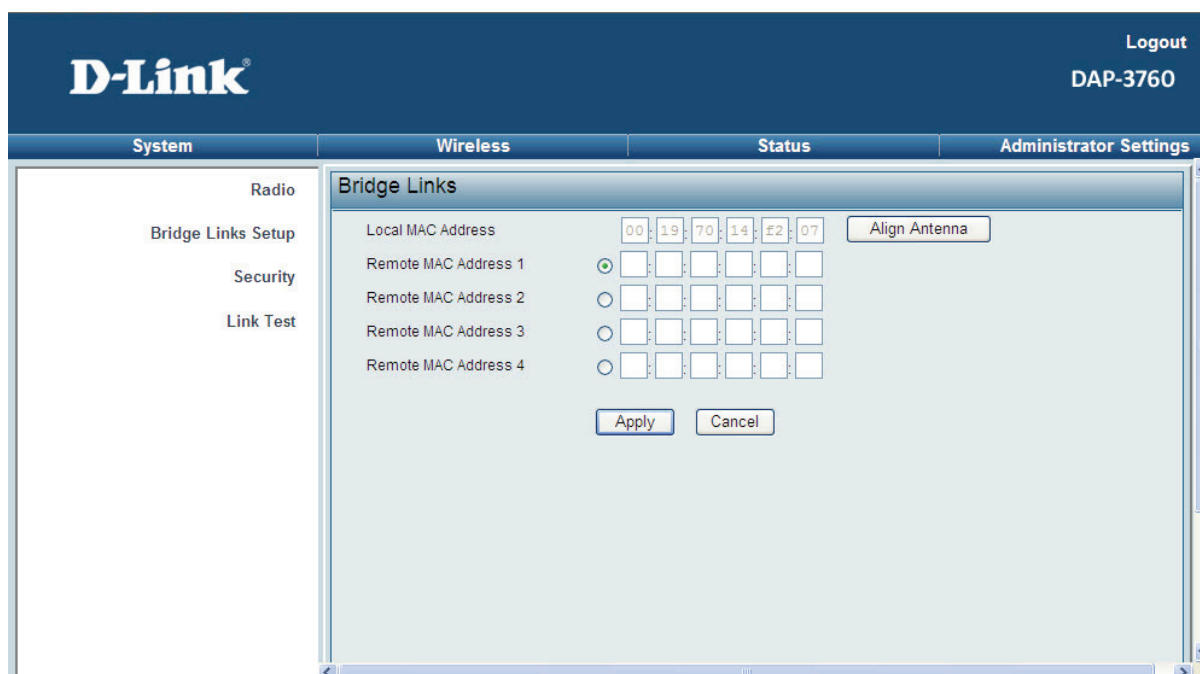 Logout
D-Link®
DAP-3760
System Wireless Status Administrator Settings
Radio
Bridge Links Setup
Security
Link Test
Bridge Links
Local MAC Address 00:19:70:14:f2:07 Align Antenna
Remote MAC Address 1 : : : : :
Remote MAC Address 2 : : : : :
Remote MAC Address 3 : : : : :
Remote MAC Address 4 : : : : :
Apply Cancel